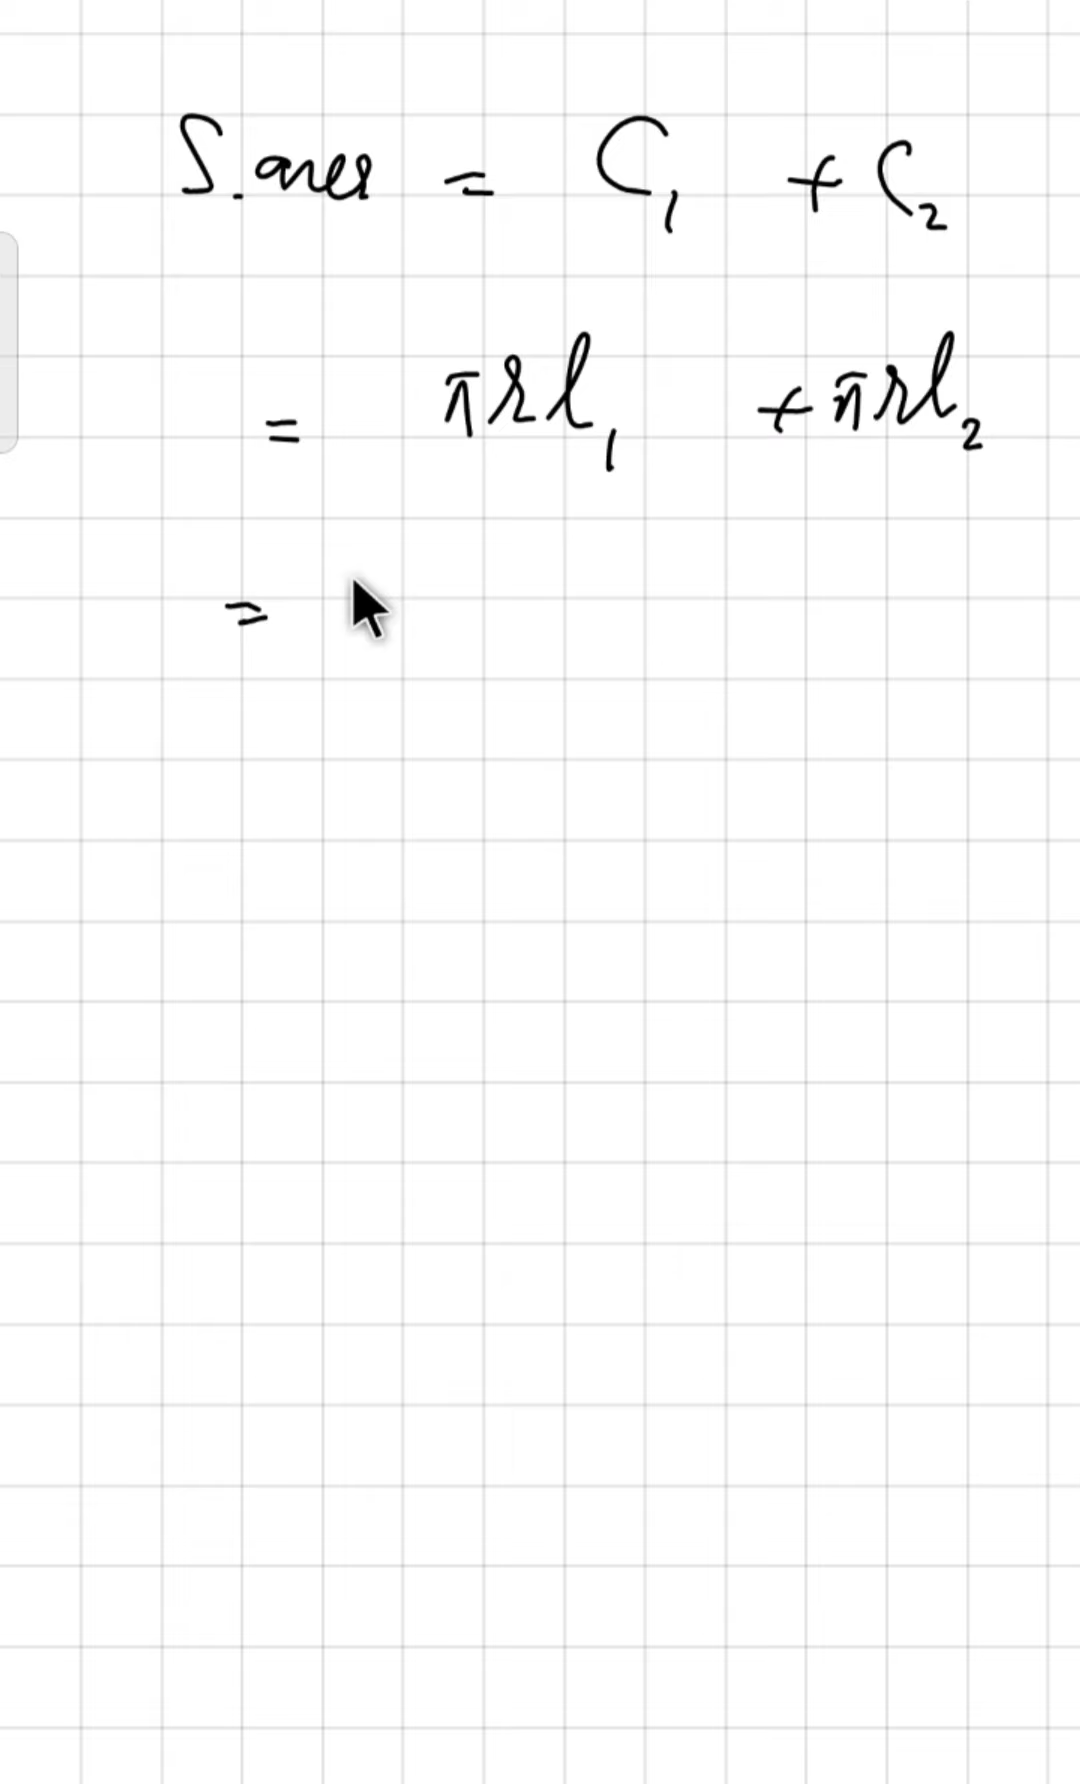 S.area = C₁ + C₂
= πrl₁ + πrl₂
=